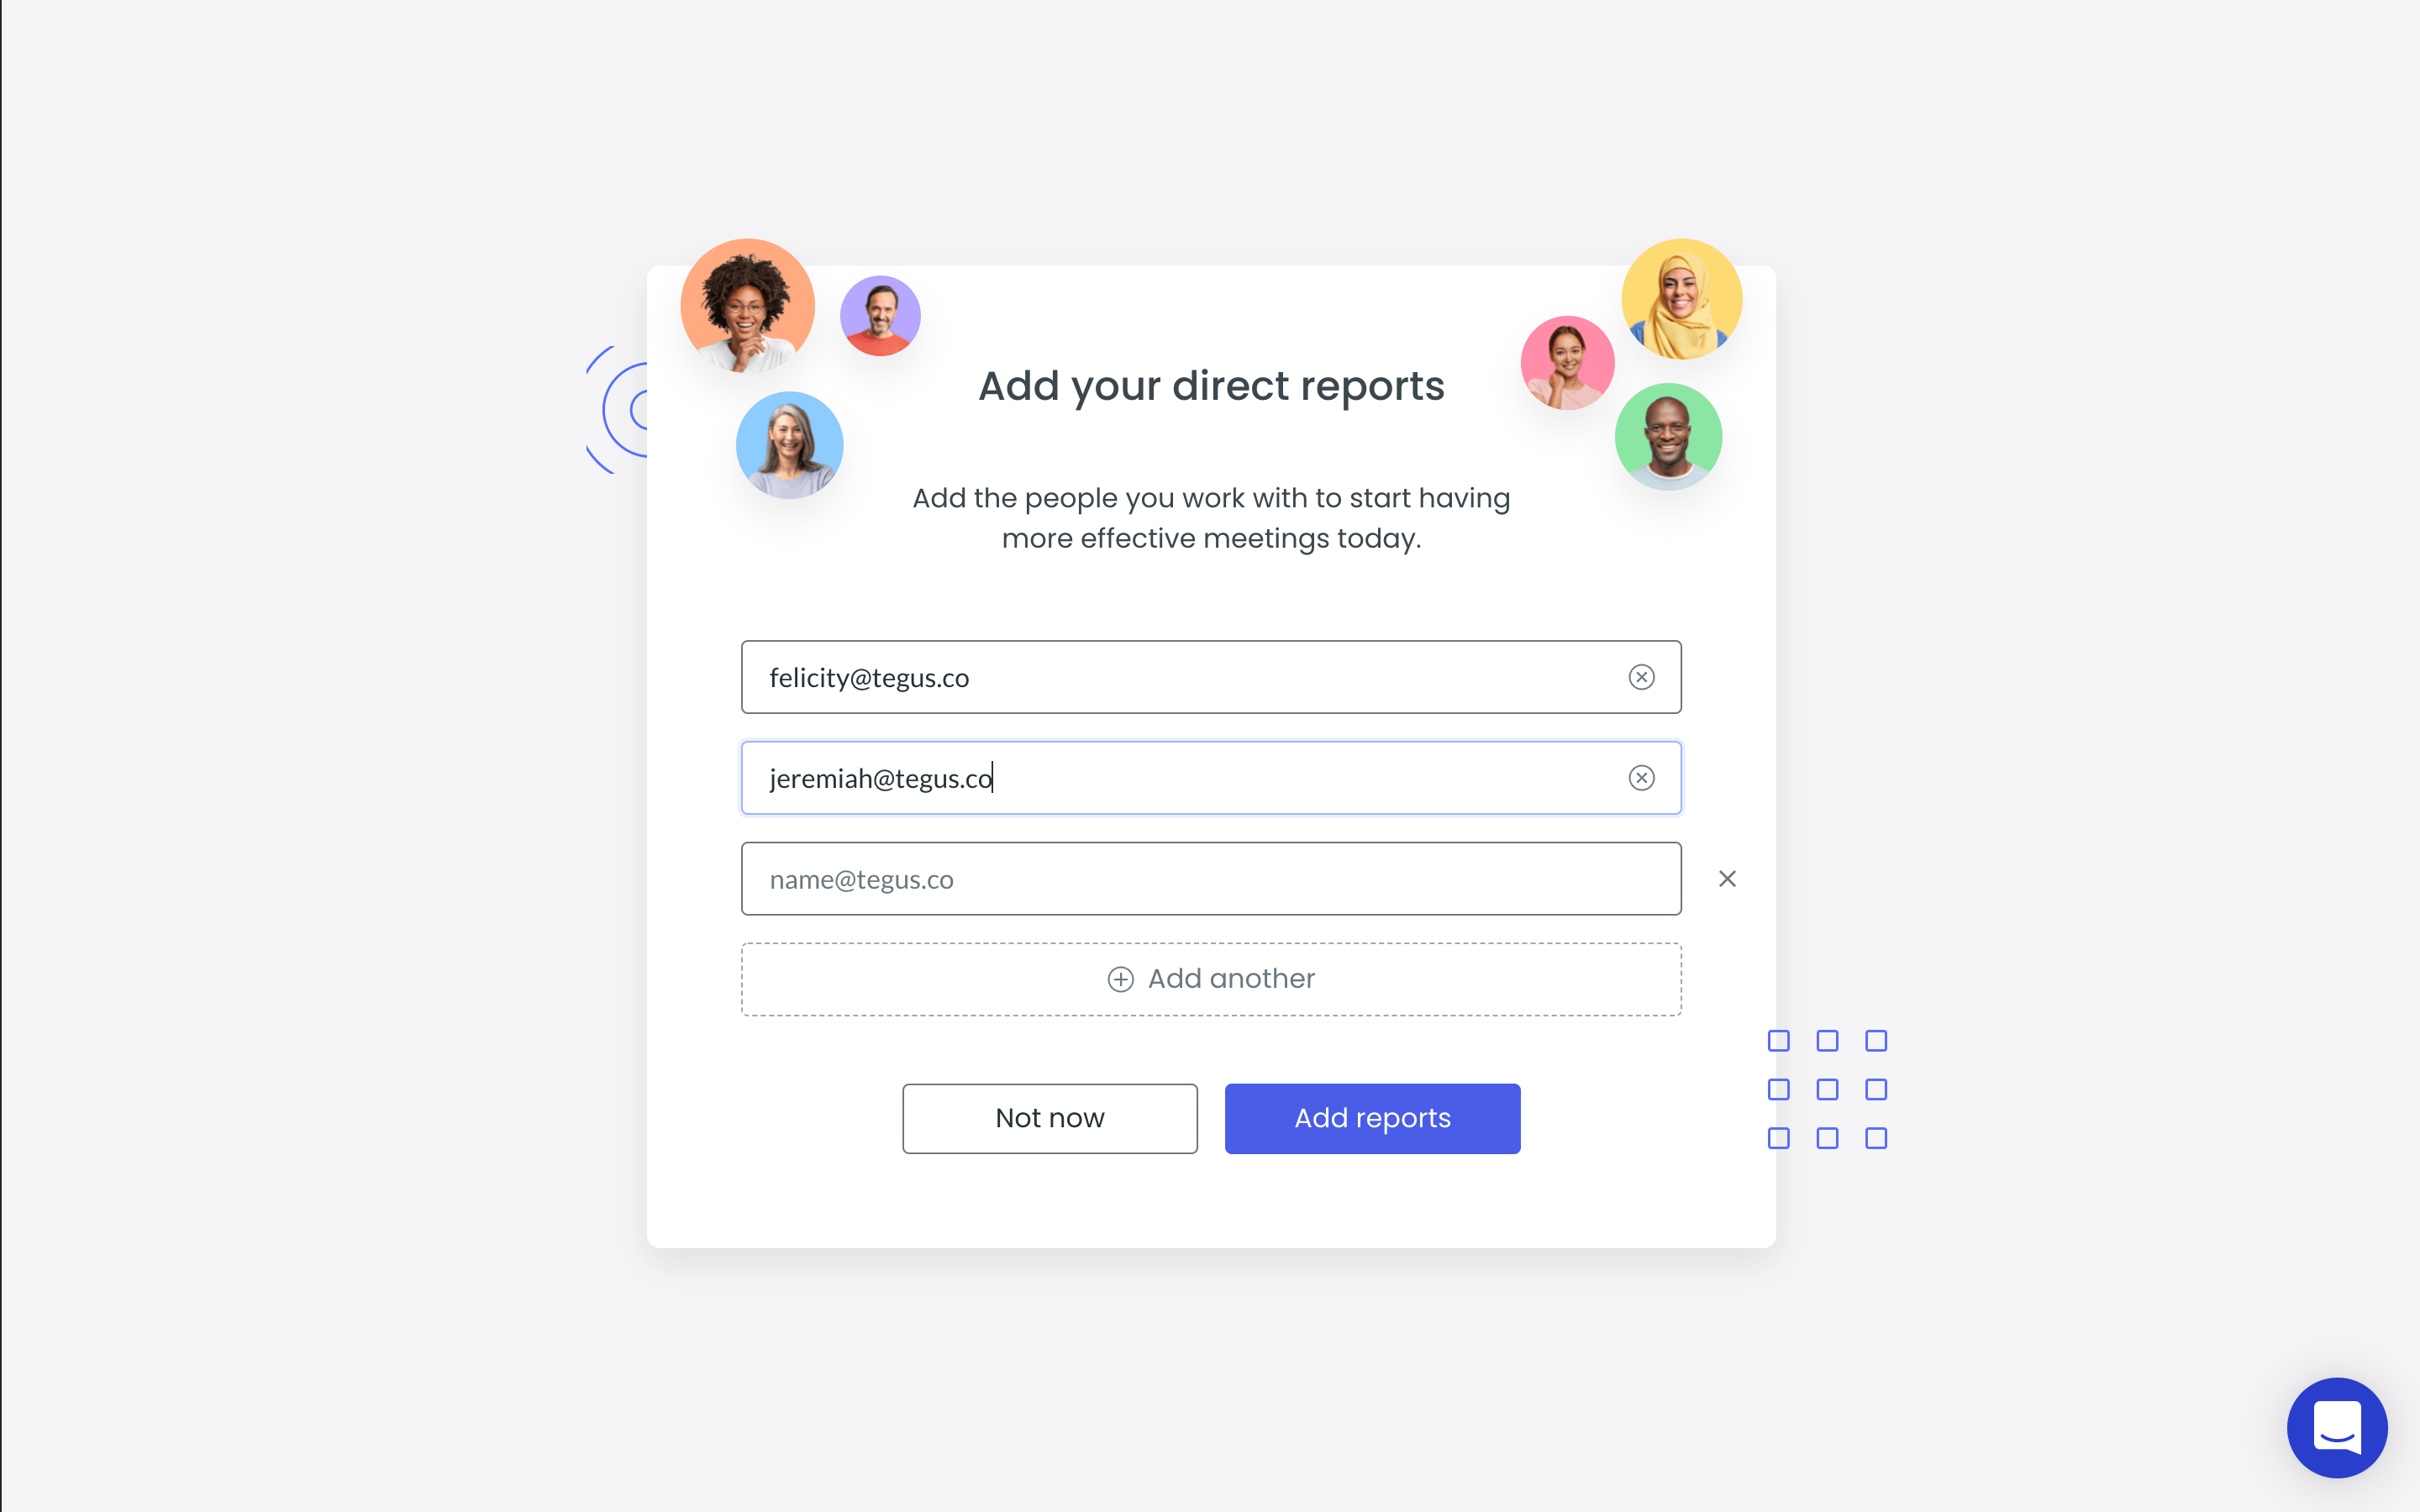 Add your direct reports
Add the people you work with to start having
more effective meetings today.
felicity@tegus.co
jeremiah@tegus.co
name@tegus.co
Add another
Not now
Add reports